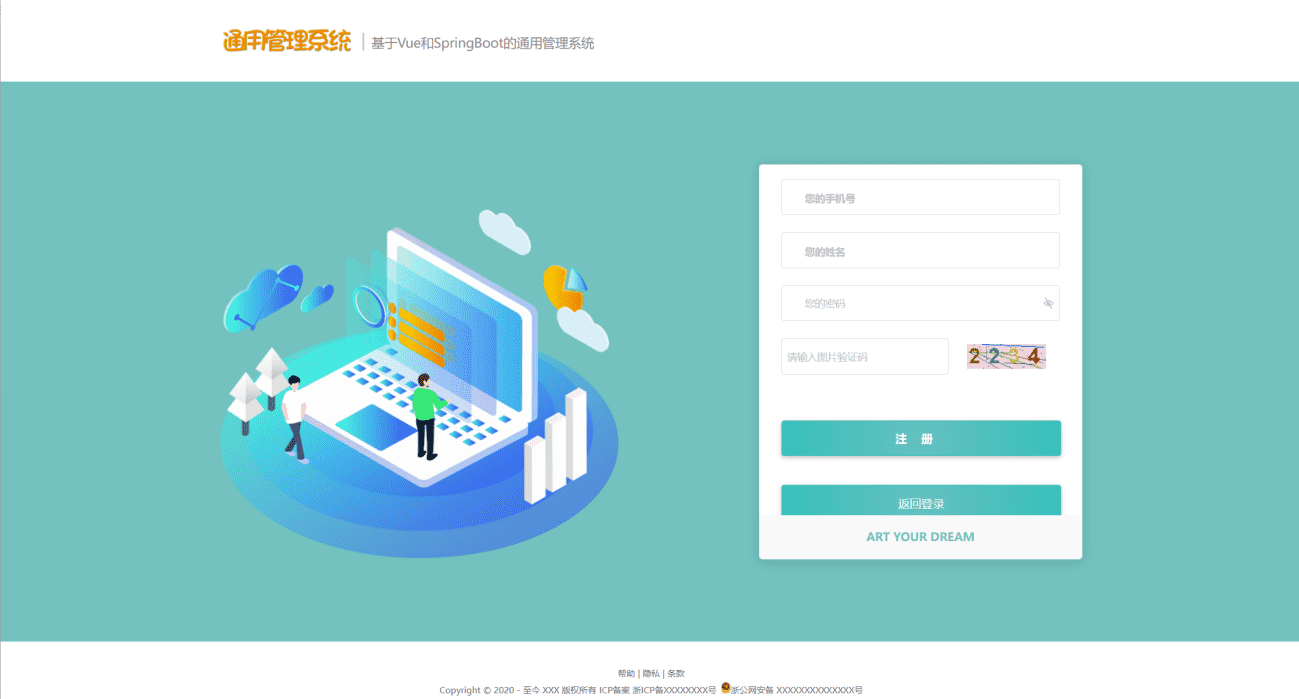 通用管理系统 | 基于Vue和SpringBoot的通用管理系统
您的手机号
您的姓名
您的密码
请输入图片验证码
2234
注 册
返回登录
ART YOUR DREAM
帮助 | 隐私 | 条款
Copyright © 2020 - 至今 XXX 版权所有 ICP备案 浙ICP备XXXXXXXX号 浙公网安备 XXXXXXXXXXXXXXX号